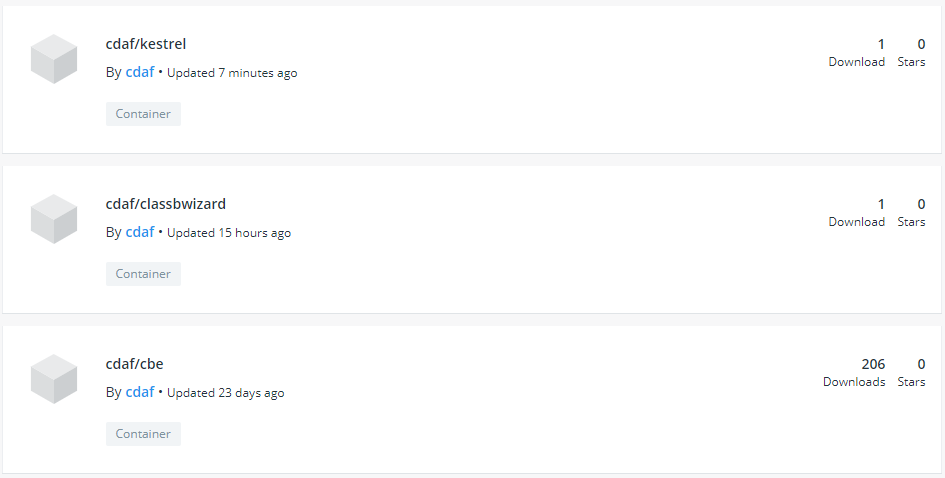 cdaf/kestrel
1 0
By cdaf • Updated 7 minutes ago
Download Stars
Container
cdaf/classbwizard
1 0
By cdaf • Updated 15 hours ago
Download Stars
Container
cdaf/cbe
206 0
By cdaf • Updated 23 days ago
Downloads Stars
Container